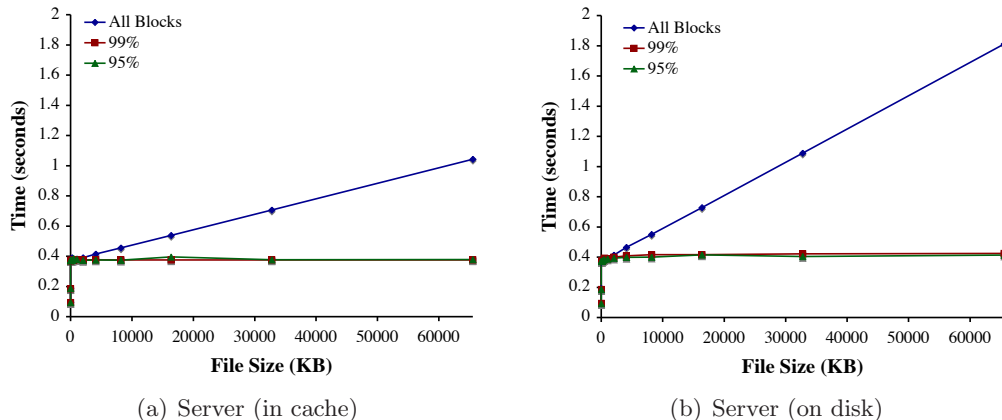 2
1.8
1.6
1.4
1.2
1
0.8
0.6
0.4
0.2
0
Time (seconds)
All Blocks
99%
95%
0 10000 20000 30000 40000 50000 60000
File Size (KB)
(a) Server (in cache)
2
1.8
1.6
1.4
1.2
1
0.8
0.6
0.4
0.2
0
Time (seconds)
All Blocks
99%
95%
0 10000 20000 30000 40000 50000 60000
File Size (KB)
(b) Server (on disk)